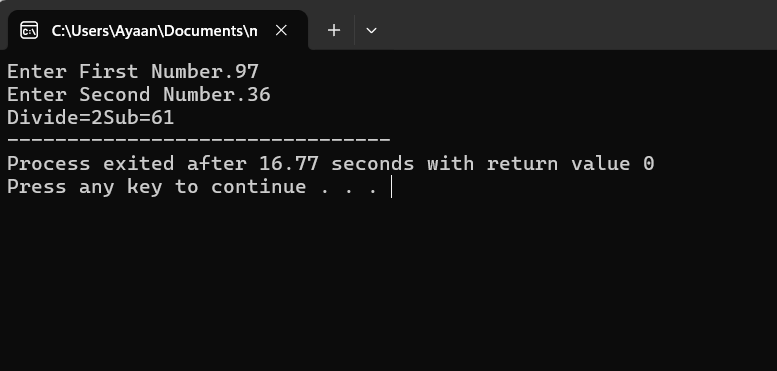 C:\Users\Ayaan\Documents\n
Enter First Number.97
Enter Second Number.36
Divide=2Sub=61
--------------------------------
Process exited after 16.77 seconds with return value 0
Press any key to continue . . .